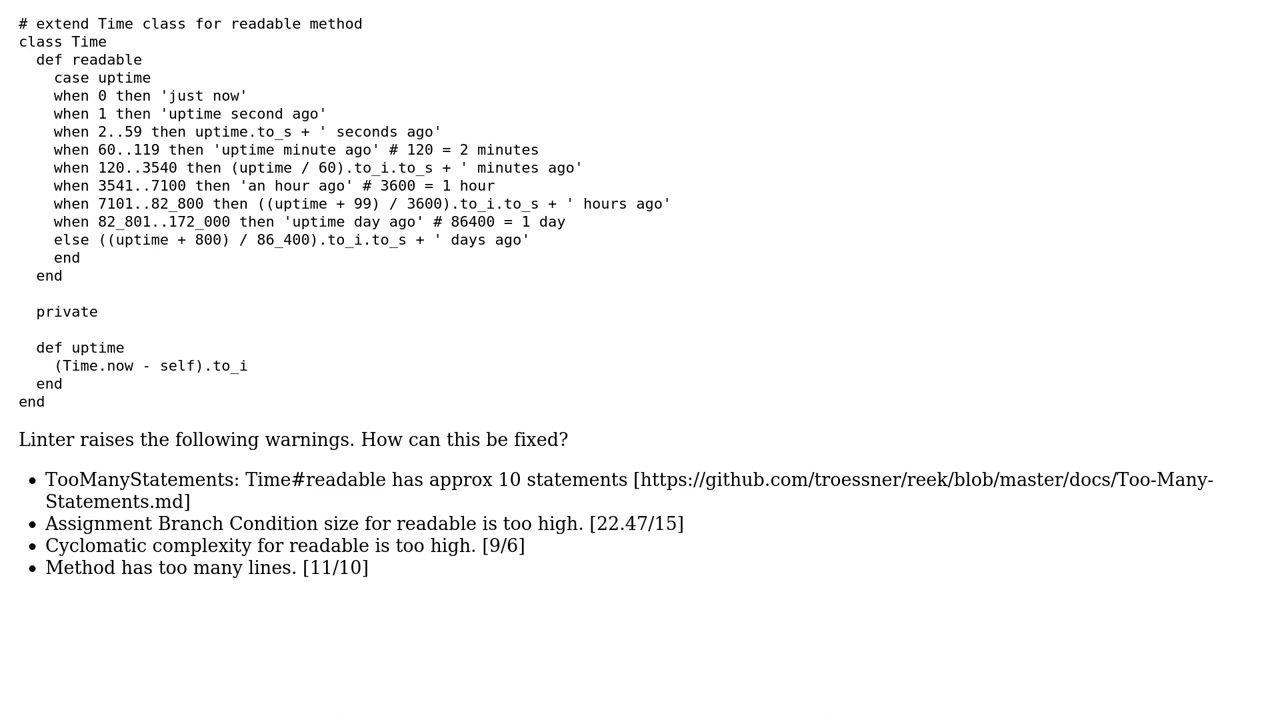 # extend Time class for readable method
class Time
  def readable
    case uptime
    when 0 then 'just now'
    when 1 then 'uptime second ago'
    when 2..59 then uptime.to_s + ' seconds ago'
    when 60..119 then 'uptime minute ago' # 120 = 2 minutes
    when 120..3540 then (uptime / 60).to_i.to_s + ' minutes ago'
    when 3541..7100 then 'an hour ago' # 3600 = 1 hour
    when 7101..82_800 then ((uptime + 99) / 3600).to_i.to_s + ' hours ago'
    when 82_801..172_000 then 'uptime day ago' # 86400 = 1 day
    else ((uptime + 800) / 86_400).to_i.to_s + ' days ago'
    end
  end

  private

  def uptime
    (Time.now - self).to_i
  end
end
Linter raises the following warnings. How can this be fixed?
• TooManyStatements: Time#readable has approx 10 statements [https://github.com/troessner/reek/blob/master/docs/Too-Many-
Statements.md]
• Assignment Branch Condition size for readable is too high. [22.47/15]
• Cyclomatic complexity for readable is too high. [9/6]
• Method has too many lines. [11/10]